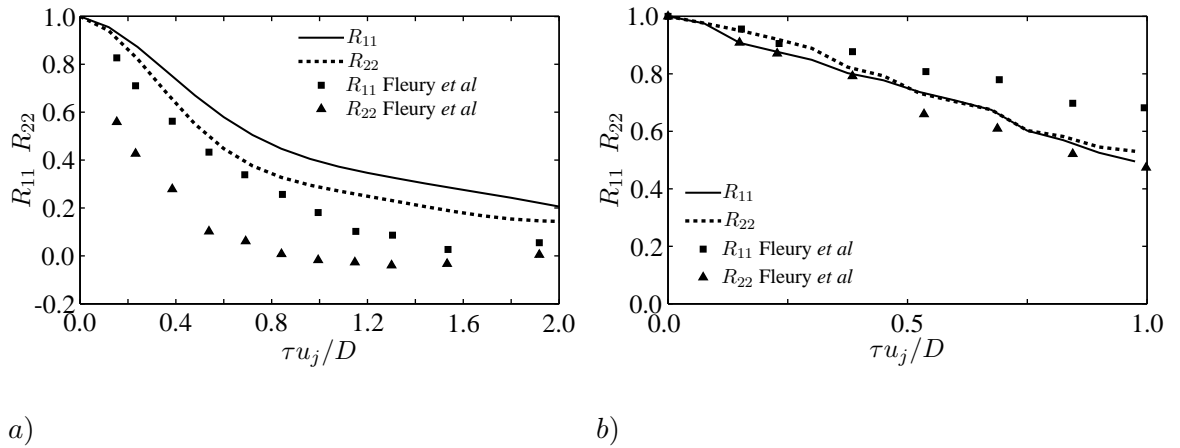 1.0
0.8
0.6
0.4
0.2
0.0
-0.2
R₁₁ R₂₂
R₁₁
R₂₂
R₁₁ Fleury et al
R₂₂ Fleury et al
0.0 0.4 0.8 1.2 1.6 2.0
τu_j/D
a)
1.0
0.8
0.6
0.4
0.2
0.0
R₁₁ R₂₂
R₁₁
R₂₂
R₁₁ Fleury et al
R₂₂ Fleury et al
0.0 0.5 1.0
τu_j/D
b)